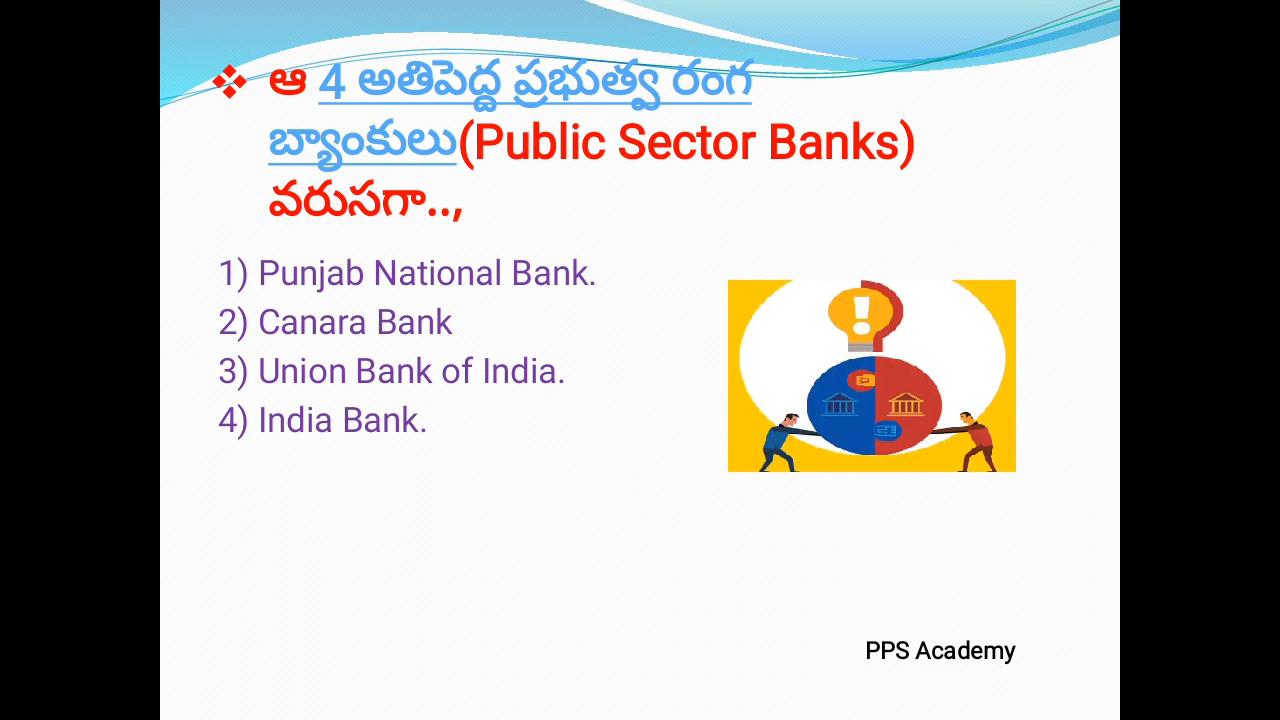 ❖ ఆ 4 అతిపెద్ద ప్రభుత్వ రంగ
బ్యాంకులు(Public Sector Banks)
వరుసగా..,
1) Punjab National Bank.
2) Canara Bank
3) Union Bank of India.
4) India Bank.
PPS Academy